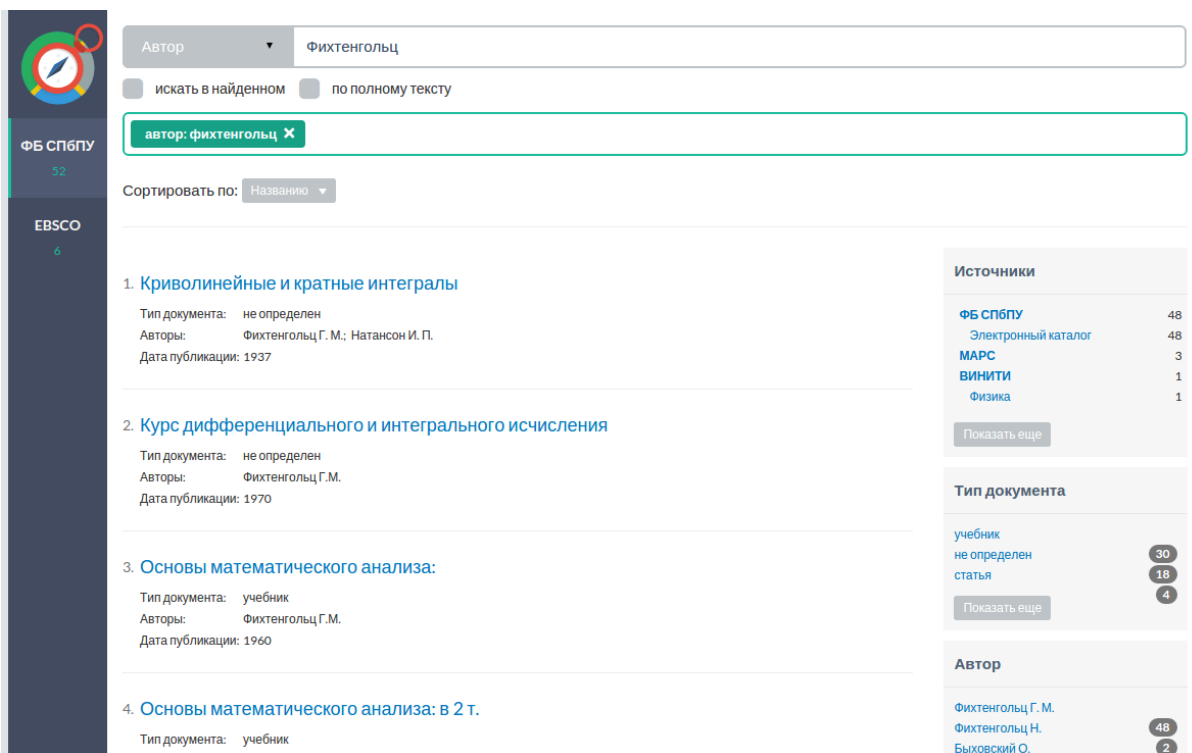 Автор Фихтенгольц
искать в найденном по полному тексту
автор: фихтенгольц ✕
ФБ СПбПУ
52
Сортировать по: Названию
EBSCO
6
1. Криволинейные и кратные интегралы
Тип документа: не определен
Авторы: Фихтенгольц Г. М.; Натансон И. П.
Дата публикации: 1937
2. Курс дифференциального и интегрального исчисления
Тип документа: не определен
Авторы: Фихтенгольц Г.М.
Дата публикации: 1970
3. Основы математического анализа:
Тип документа: учебник
Авторы: Фихтенгольц Г.М.
Дата публикации: 1960
4. Основы математического анализа: в 2 т.
Тип документа: учебник
Источники
ФБ СПбПУ 48
Электронный каталог 48
МАРС 3
ВИНИТИ 1
Физика 1
Показать еще
Тип документа
учебник
не определен 30
статья 18
4
Показать еще
Автор
Фихтенгольц Г. М.
Фихтенгольц Н. 48
Быховский О. 2